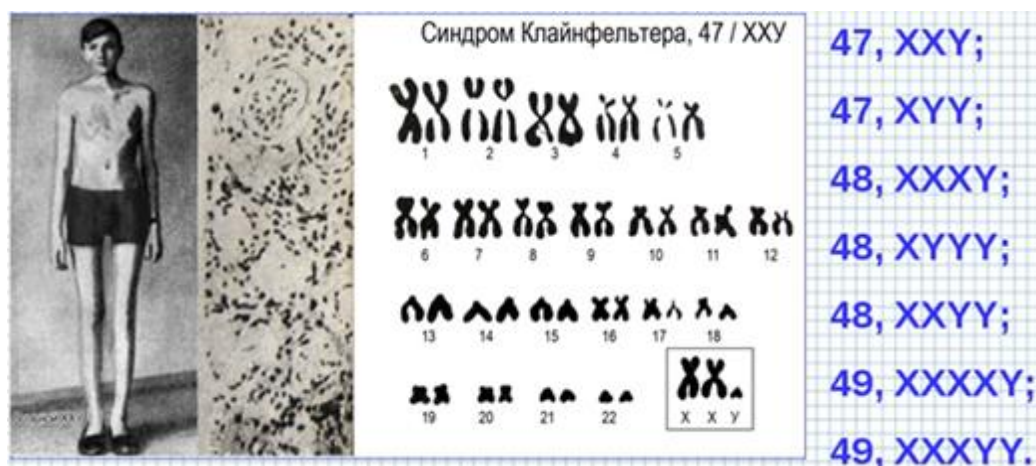 Синдром Клайнфельтера, 47 / ХХУ
1 2 3 4 5
6 7 8 9 10 11 12
13 14 15 16 17 18
19 20 21 22 Х Х У
47, XXY;
47, XYY;
48, XXXY;
48, XYYY;
48, XXYY;
49, XXXXY;
49, XXXYY.